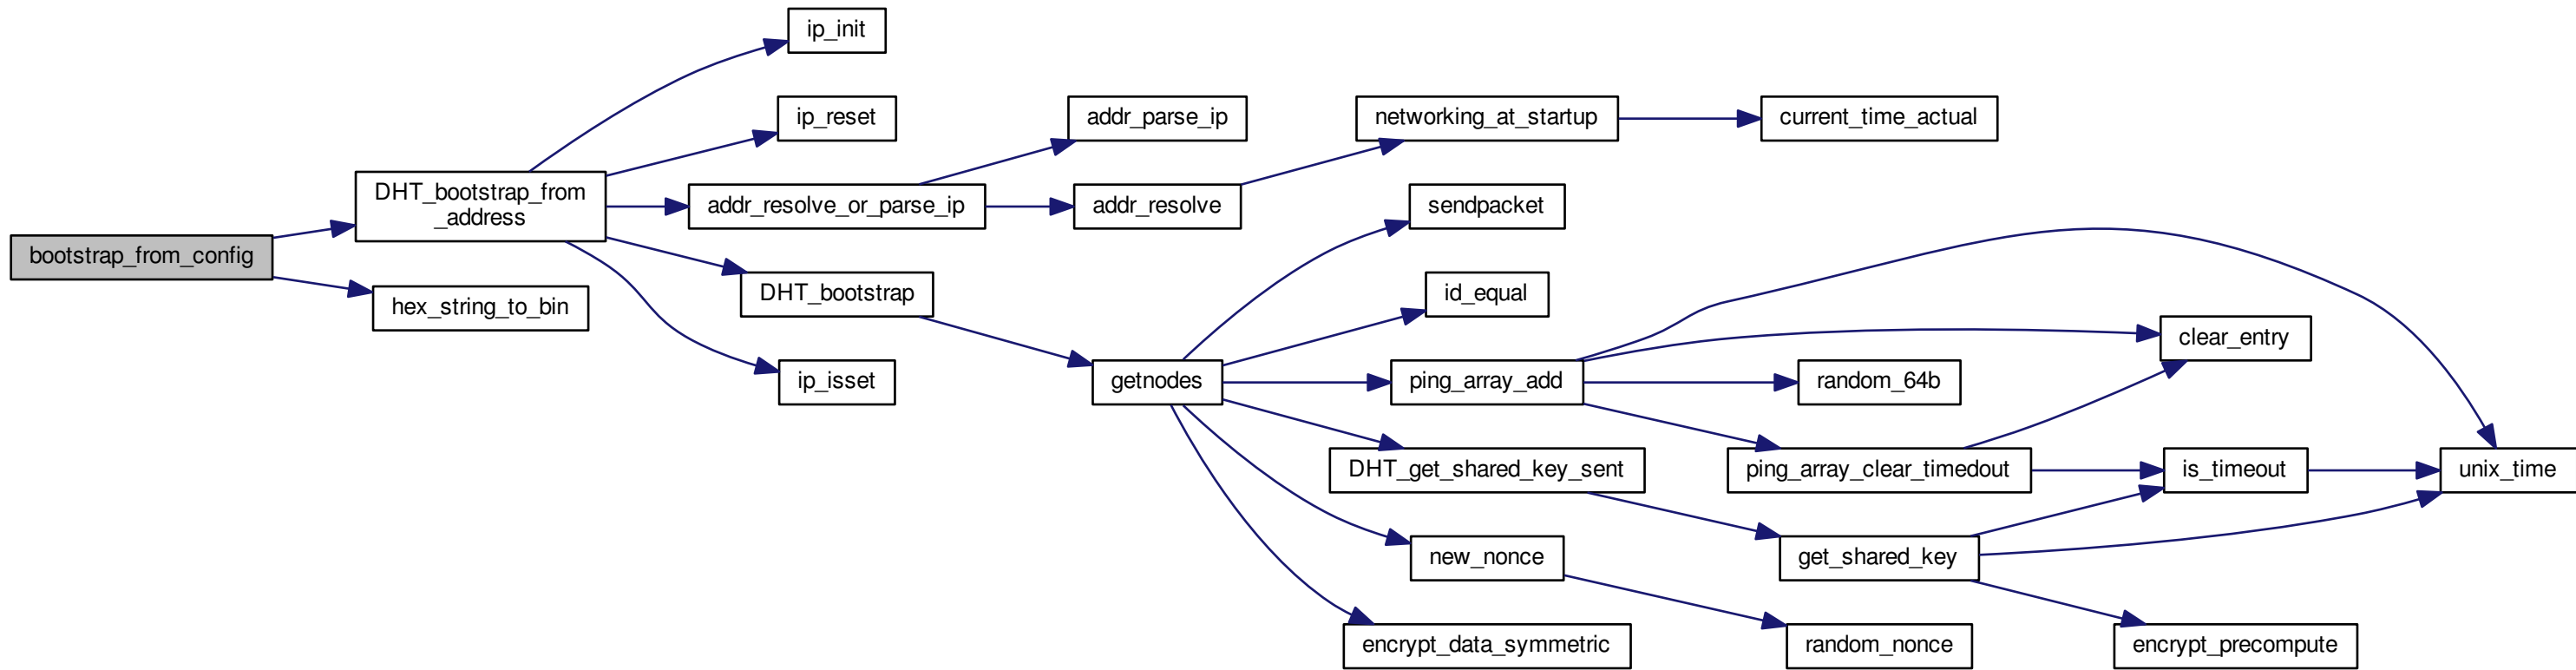 ip_init
ip_reset
addr_parse_ip
networking_at_startup
current_time_actual
DHT_bootstrap_from
_address
addr_resolve_or_parse_ip
addr_resolve
sendpacket
bootstrap_from_config
hex_string_to_bin
DHT_bootstrap
id_equal
clear_entry
ip_isset
getnodes
ping_array_add
random_64b
DHT_get_shared_key_sent
ping_array_clear_timedout
is_timeout
unix_time
new_nonce
get_shared_key
encrypt_data_symmetric
random_nonce
encrypt_precompute